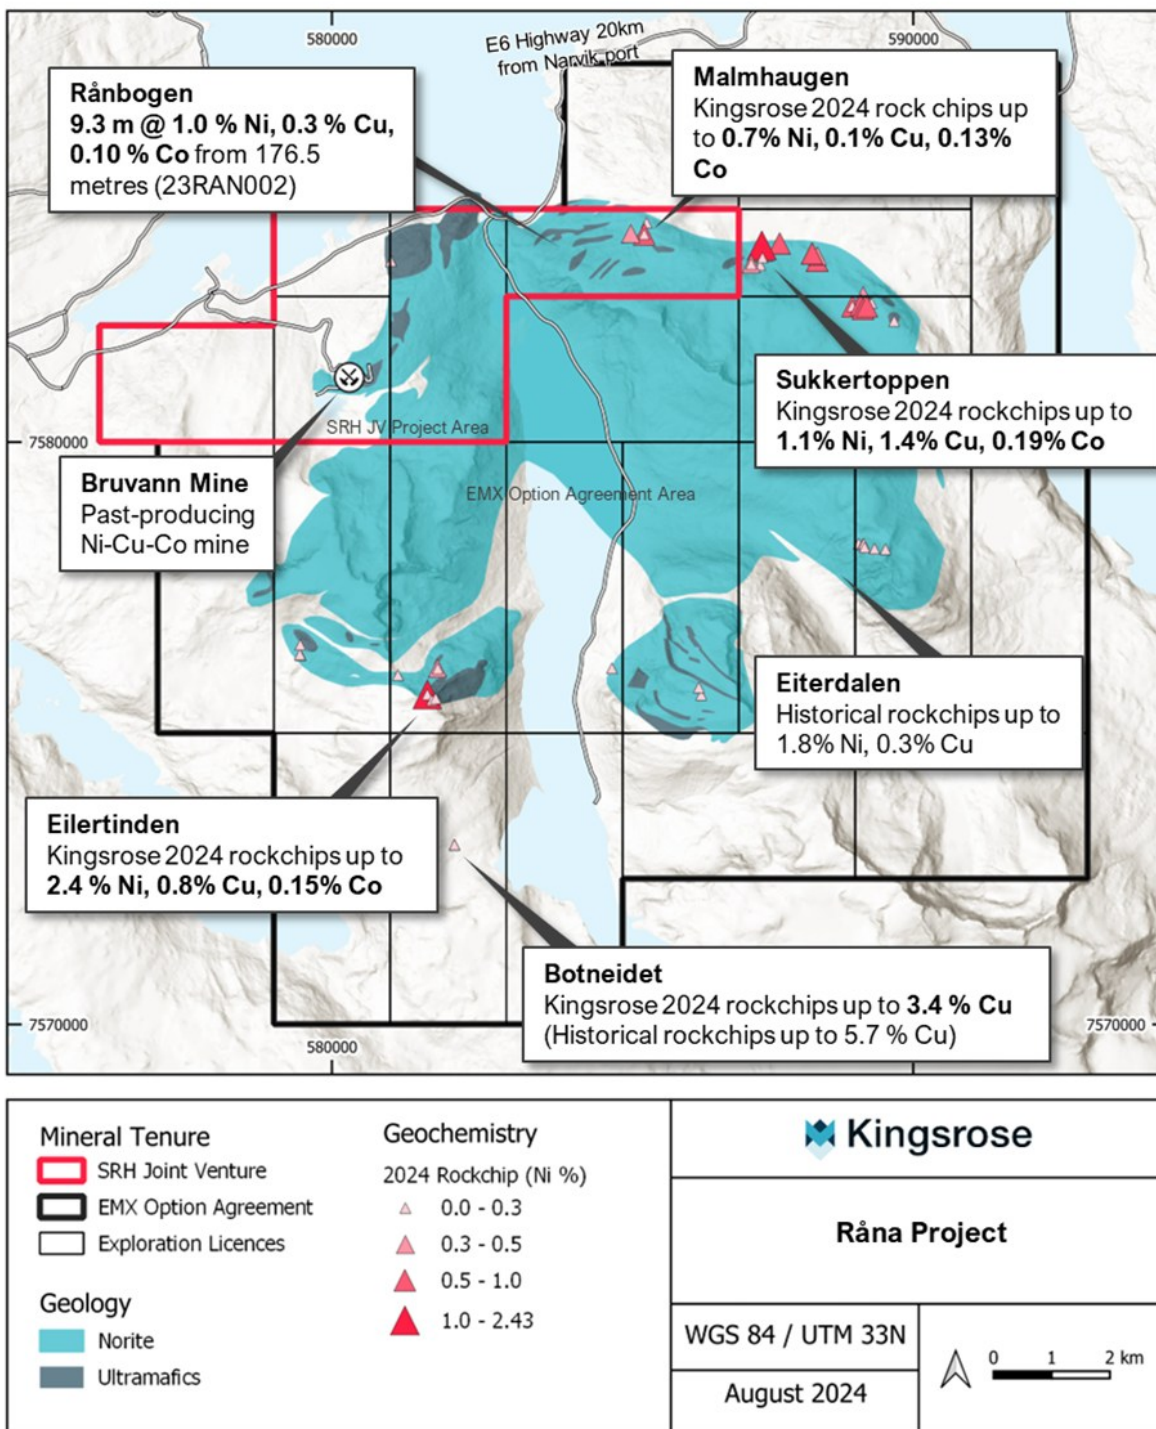 580000
E6 Highway 20km
from Narvik port
590000
Rånbogen
9.3 m @ 1.0 % Ni, 0.3 % Cu,
0.10 % Co from 176.5
metres (23RAN002)
Malmhaugen
Kingsrose 2024 rock chips up
to 0.7% Ni, 0.1% Cu, 0.13%
Co
Sukkertoppen
Kingsrose 2024 rockchips up to
1.1% Ni, 1.4% Cu, 0.19% Co
SRH JV Project Area
7580000
Bruvann Mine
Past-producing
Ni-Cu-Co mine
EMX Option Agreement Area
Eiterdalen
Historical rockchips up to
1.8% Ni, 0.3% Cu
Eilertinden
Kingsrose 2024 rockchips up to
2.4 % Ni, 0.8% Cu, 0.15% Co
Botneidet
Kingsrose 2024 rockchips up to 3.4 % Cu
(Historical rockchips up to 5.7 % Cu)
7570000
7570000
580000
Mineral Tenure
SRH Joint Venture
EMX Option Agreement
Exploration Licences
Geology
Norite
Ultramafics
Geochemistry
2024 Rockchip (Ni %)
0.0 - 0.3
0.3 - 0.5
0.5 - 1.0
1.0 - 2.43
Kingsrose
Råna Project
WGS 84 / UTM 33N
August 2024
0 1 2 km